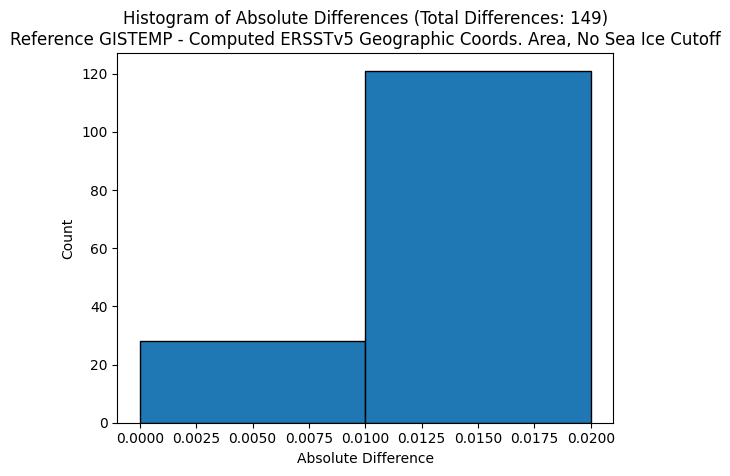 Histogram of Absolute Differences (Total Differences: 149)
Reference GISTEMP - Computed ERSSTv5 Geographic Coords. Area, No Sea Ice Cutoff
120
100
80
60
40
20
0
Count
0.0000 0.0025 0.0050 0.0075 0.0100 0.0125 0.0150 0.0175 0.0200
Absolute Difference